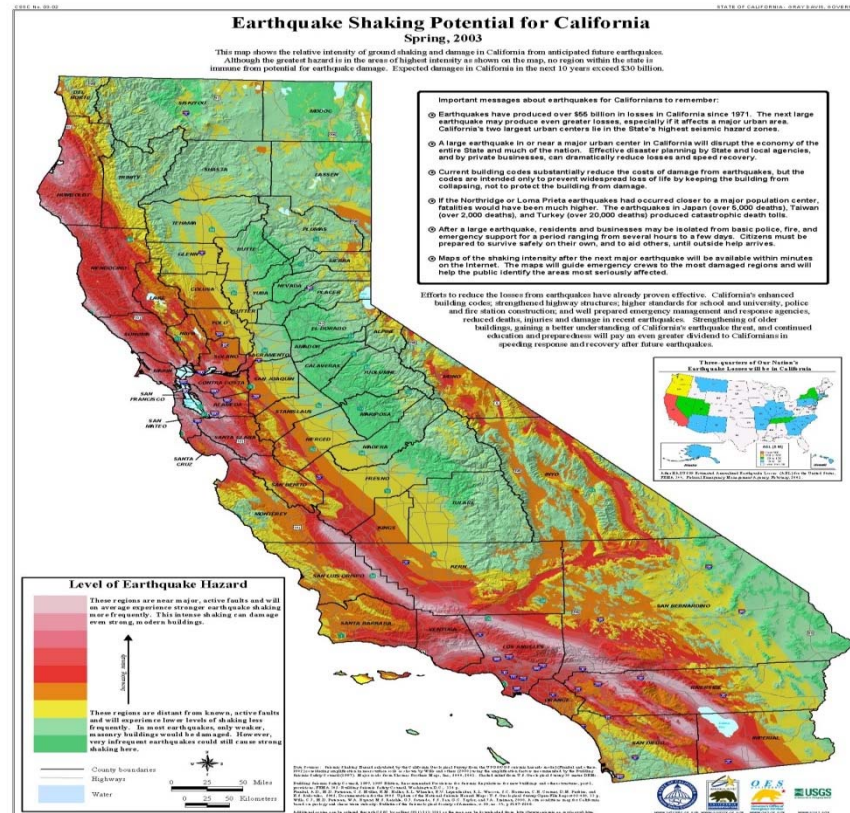 CDSC No. 03-02
STATE OF CALIFORNIA - GRAY DAVIS, GOVERN
Earthquake Shaking Potential for California
Spring, 2003
This map shows the relative intensity of ground shaking and damage in California from anticipated future earthquakes.
Although the greatest hazard is in the areas of highest intensity as shown on the map, no region within the state is
immune from potential for earthquake damage. Expected damages in California in the next 10 years exceed $30 billion.
Important messages about earthquakes for Californians to remember:
Earthquakes have produced over $55 billion in losses in California since 1971. The next large
earthquake may produce even greater losses, especially if it affects a major urban area.
California's two largest urban centers lie in the State's highest seismic hazard zones.
A large earthquake in or near a major urban center in California will disrupt the economy of the
entire State and much of the nation. Effective disaster planning by State and local agencies,
and by private businesses, can dramatically reduce losses and speed recovery.
Current building codes substantially reduce the costs of damage from earthquakes, but the
codes are intended only to prevent widespread loss of life by keeping the building from
collapsing, not to protect the building from damage.
If the Northridge or Loma Prieta earthquakes had occurred closer to a major population center,
fatalities would have been much higher. The earthquakes in Japan (over 5,000 deaths), Taiwan
(over 2,000 deaths), and Turkey (over 20,000 deaths) produced catastrophic death tolls.
After a large earthquake, residents and businesses may be isolated from basic police, fire, and
emergency support for a period ranging from several hours to a few days. Citizens must be
prepared to survive safely on their own, and to aid others, until outside help arrives.
Maps of the shaking intensity after the next major earthquake will be available within minutes
on the Internet. The maps will guide emergency crews to the most damaged regions and will
help the public identify the areas most seriously affected.
Efforts to reduce the losses from earthquakes have already proven effective. California's enhanced
building codes; strengthened highway structures; higher standards for school and university, police
and fire station construction; and well prepared emergency management and response agencies,
reduced deaths, injuries and damage in recent earthquakes. Strengthening of older
buildings, gaining a better understanding of California's earthquake threat, and continued
education and preparedness will pay an even greater dividend to Californians in
speeding response and recovery after future earthquakes.
Three-quarters of Our Nation's
Earthquake Losses will be in California
DEL NORTE
SISKIYOU
MODOC
HUMBOLDT
TRINITY
SHASTA
LASSEN
TEHAMA
PLUMAS
MENDOCINO
GLENN
BUTTE
SIERRA
COLUSA
YUBA
NEVADA
PLACER
LAKE
SUTTER
YOLO
EL DORADO
ALPINE
SONOMA
NAPA
SOLANO
SACRAMENTO
AMADOR
CALAVERAS
TUOLUMNE
MONO
MARIN
CONTRA COSTA
SAN JOAQUIN
SAN FRANCISCO
ALAMEDA
STANISLAUS
MARIPOSA
SAN MATEO
SANTA CLARA
MERCED
MADERA
SANTA CRUZ
FRESNO
INYO
SAN BENITO
TULARE
MONTEREY
KINGS
SAN LUIS OBISPO
KERN
SAN BERNARDINO
SANTA BARBARA
VENTURA
LOS ANGELES
ORANGE
RIVERSIDE
SAN DIEGO
IMPERIAL
Level of Earthquake Hazard
These regions are near major, active faults and will
on average experience stronger earthquake shaking
more frequently. This intense shaking can damage
even strong, modern buildings.
These regions are distant from known, active faults
and will experience lower levels of shaking less
frequently. In most earthquakes, only weaker,
masonry buildings would be damaged. However,
very infrequent earthquakes could still cause strong
shaking here.
County boundaries
Highways
Water
0 25 50 Miles
0 25 50 Kilometers
O E S
USGS